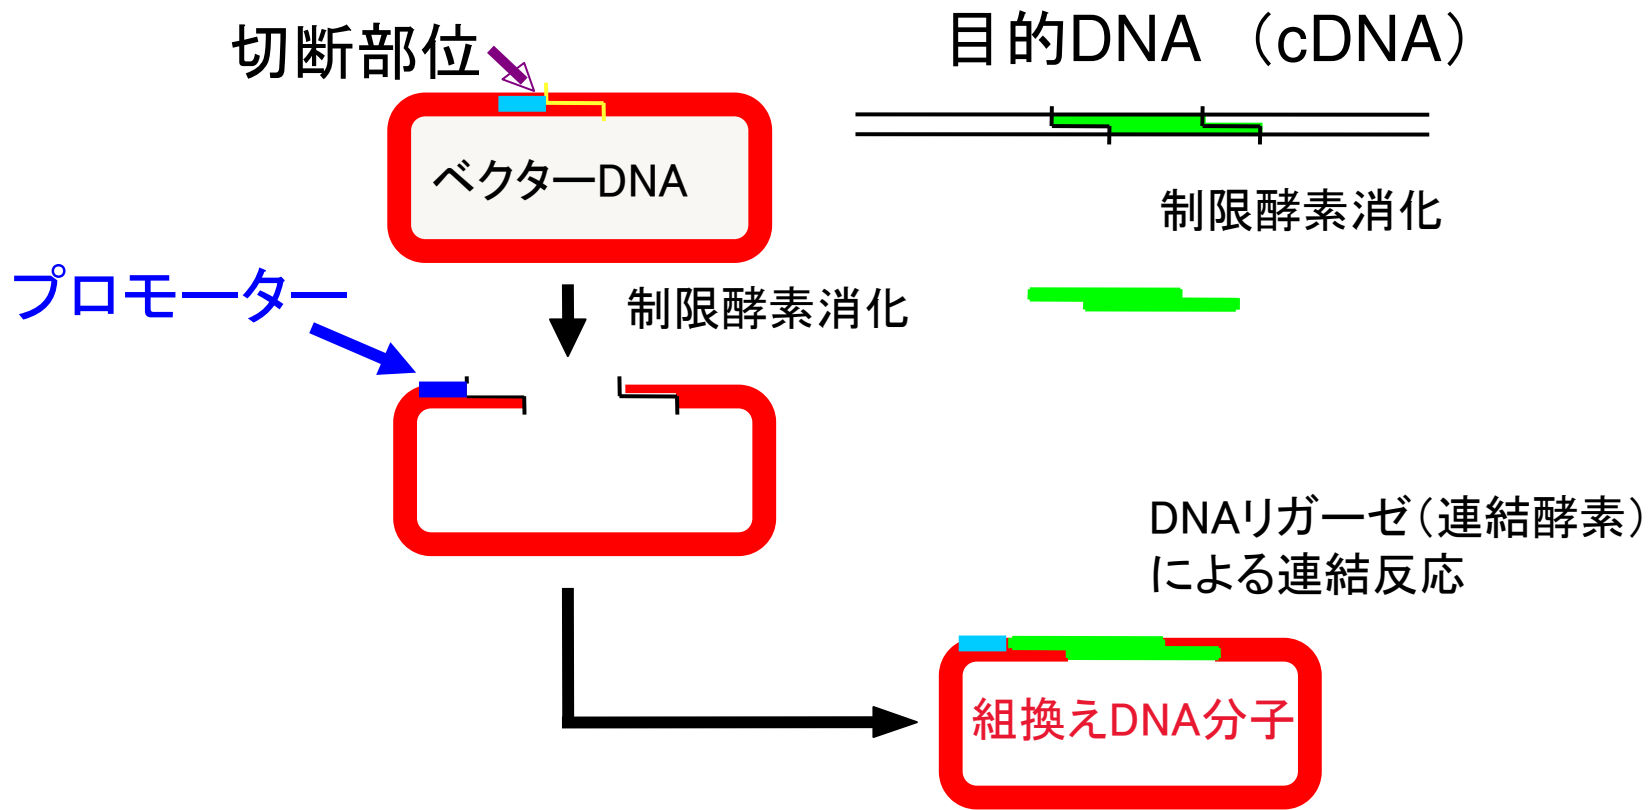 切断部位
目的DNA (cDNA)
ベクターDNA
制限酵素消化
プロモーター
制限酵素消化
DNAリガーゼ(連結酵素)
による連結反応
組換えDNA分子